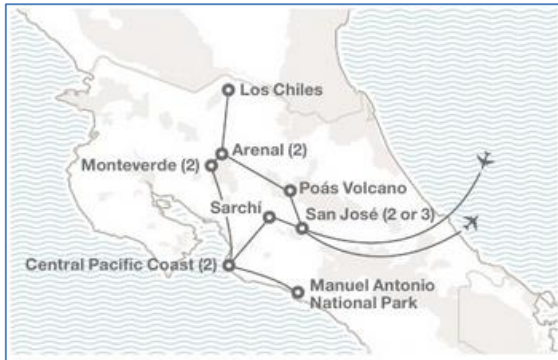 Los Chiles
Arenal (2)
Monteverde (2)
Poás Volcano
Sarchí
San José (2 or 3)
Central Pacific Coast (2)
Manuel Antonio
National Park